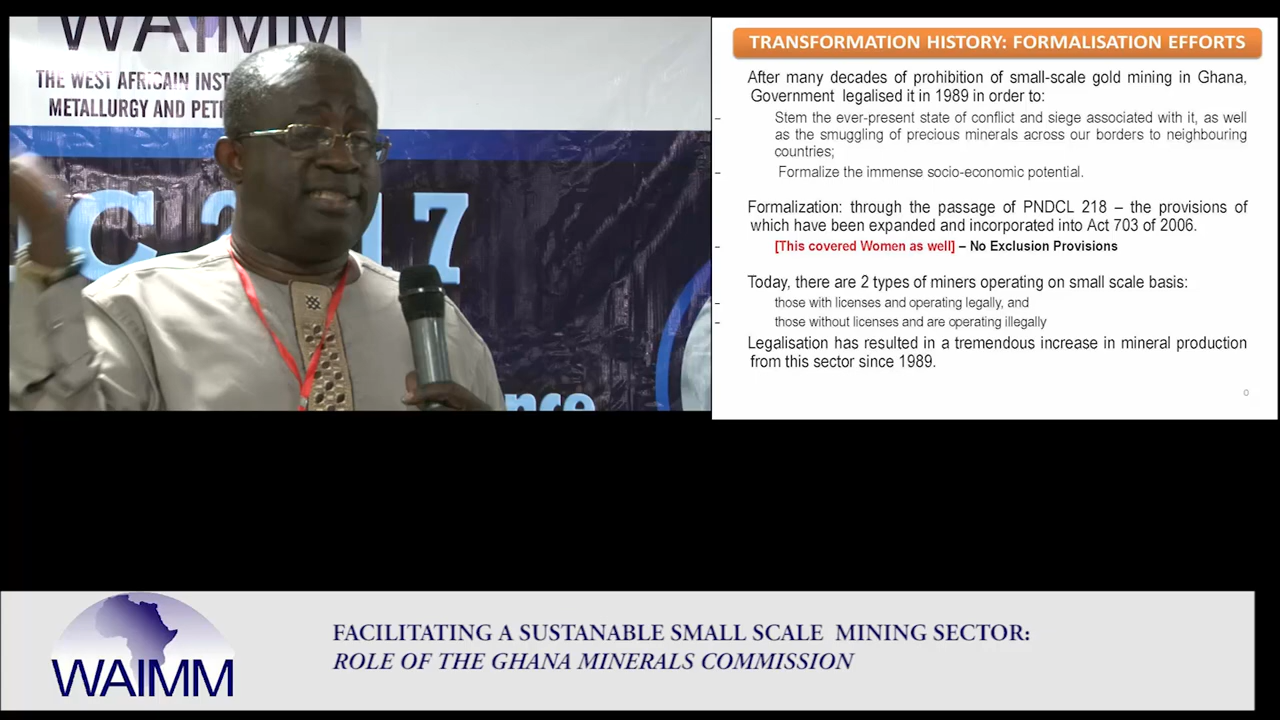 WAIMM
THE WEST AFRICAIN INST
METALLURGY AND PET
C 2 17
nce
TRANSFORMATION HISTORY: FORMALISATION EFFORTS
After many decades of prohibition of small-scale gold mining in Ghana,
Government legalised it in 1989 in order to:
– Stem the ever-present state of conflict and siege associated with it, as well
as the smuggling of precious minerals across our borders to neighbouring
countries;
– Formalize the immense socio-economic potential.
Formalization: through the passage of PNDCL 218 – the provisions of
which have been expanded and incorporated into Act 703 of 2006.
– [This covered Women as well] – No Exclusion Provisions
Today, there are 2 types of miners operating on small scale basis:
– those with licenses and operating legally, and
– those without licenses and are operating illegally
Legalisation has resulted in a tremendous increase in mineral production
from this sector since 1989.
0
WAIMM
FACILITATING A SUSTANABLE SMALL SCALE MINING SECTOR:
ROLE OF THE GHANA MINERALS COMMISSION